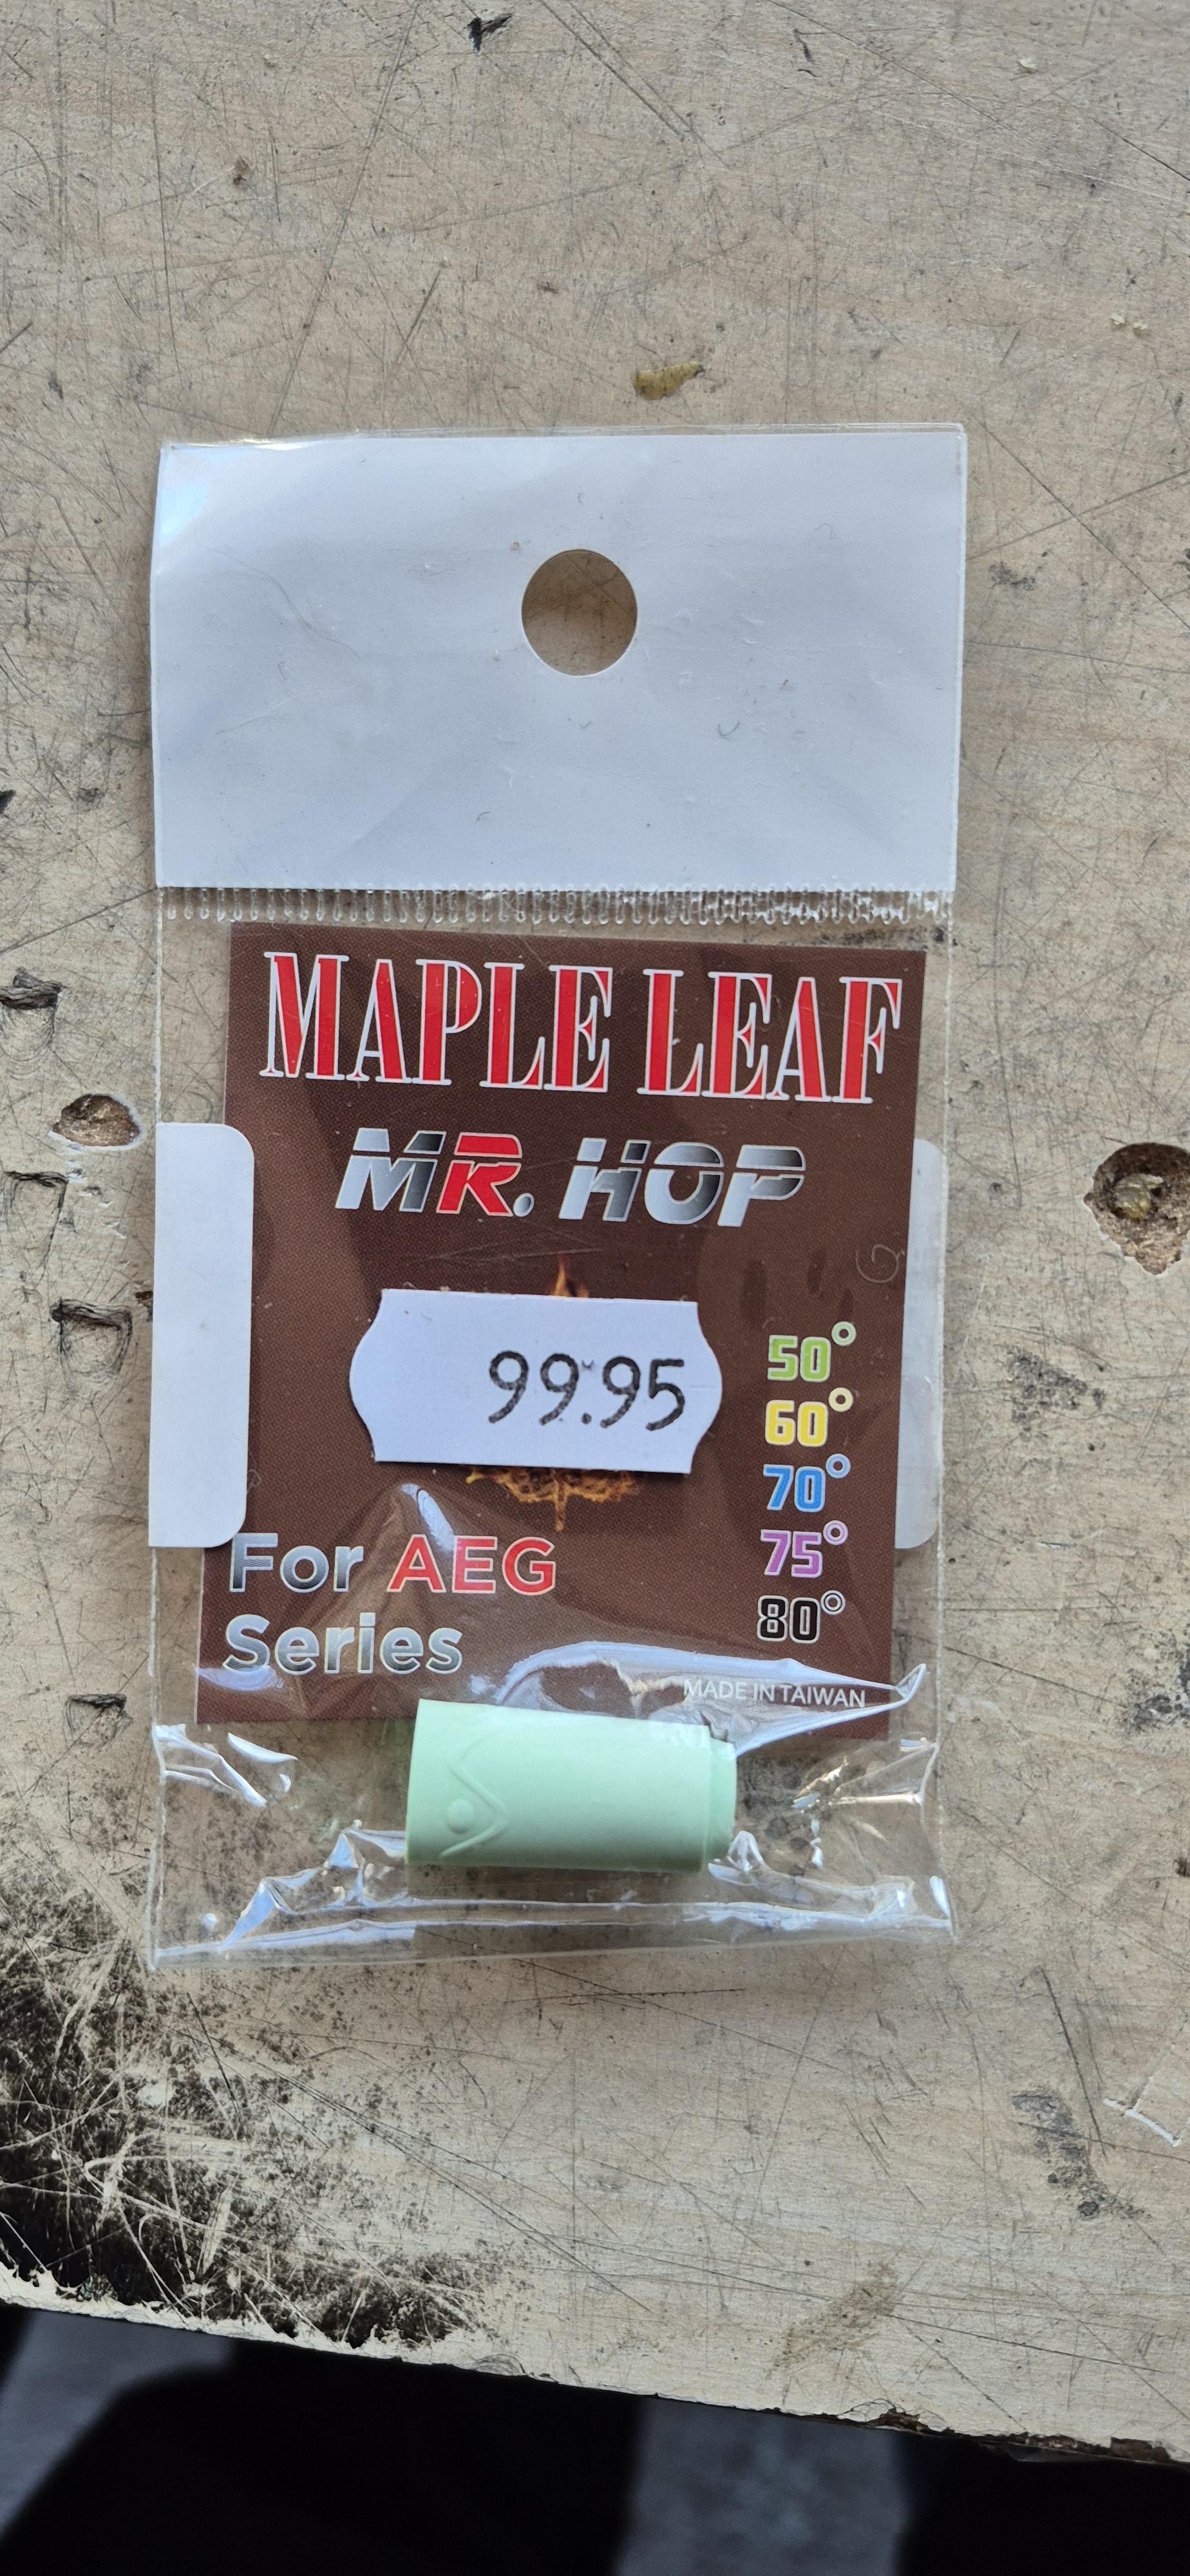 MAPLE LEAF
MR. HOP
99.95
50°
60°
70°
75°
80°
For AEG
Series
MADE IN TAIWAN